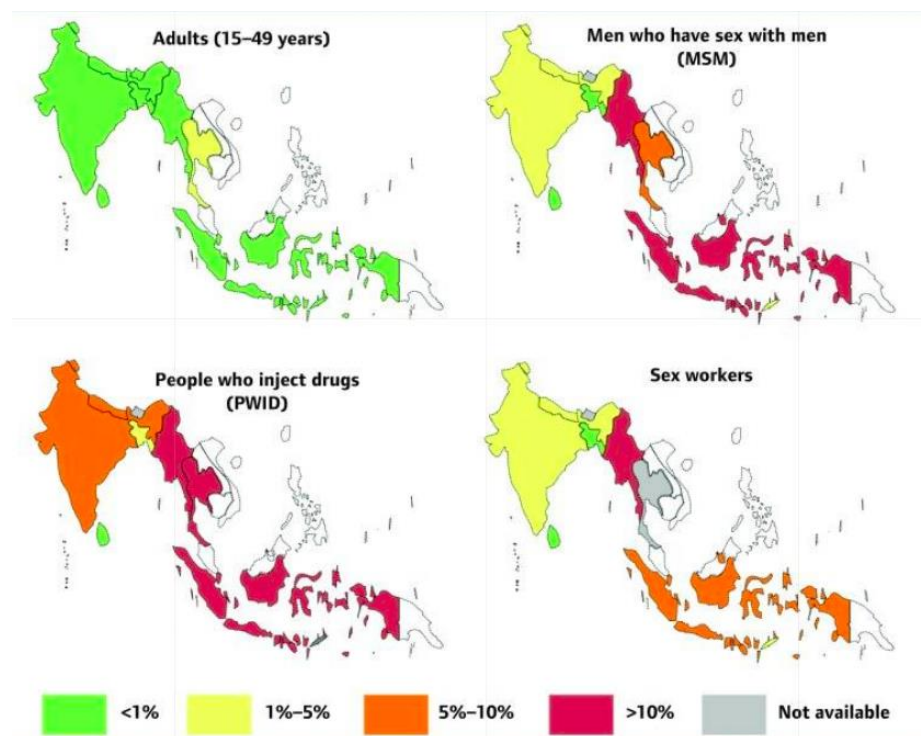 Adults (15–49 years)
Men who have sex with men
(MSM)
People who inject drugs
(PWID)
Sex workers
<1%
1%–5%
5%–10%
>10%
Not available